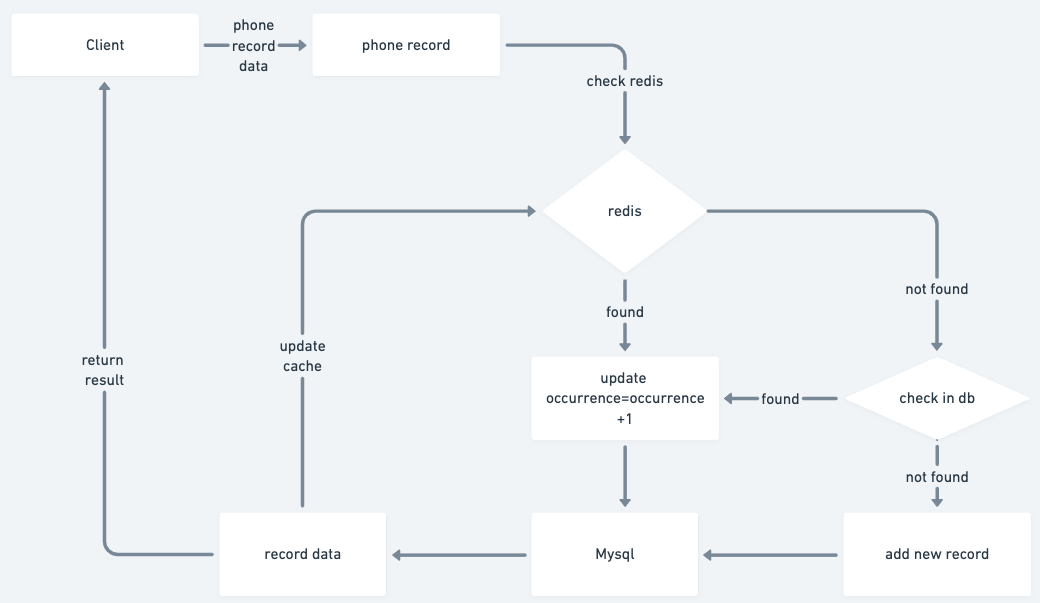 Client
phone
record
data
phone record
check redis
redis
not found
found
update
cache
return
result
update
occurrence=occurrence
+1
found
check in db
not found
record data
Mysql
add new record